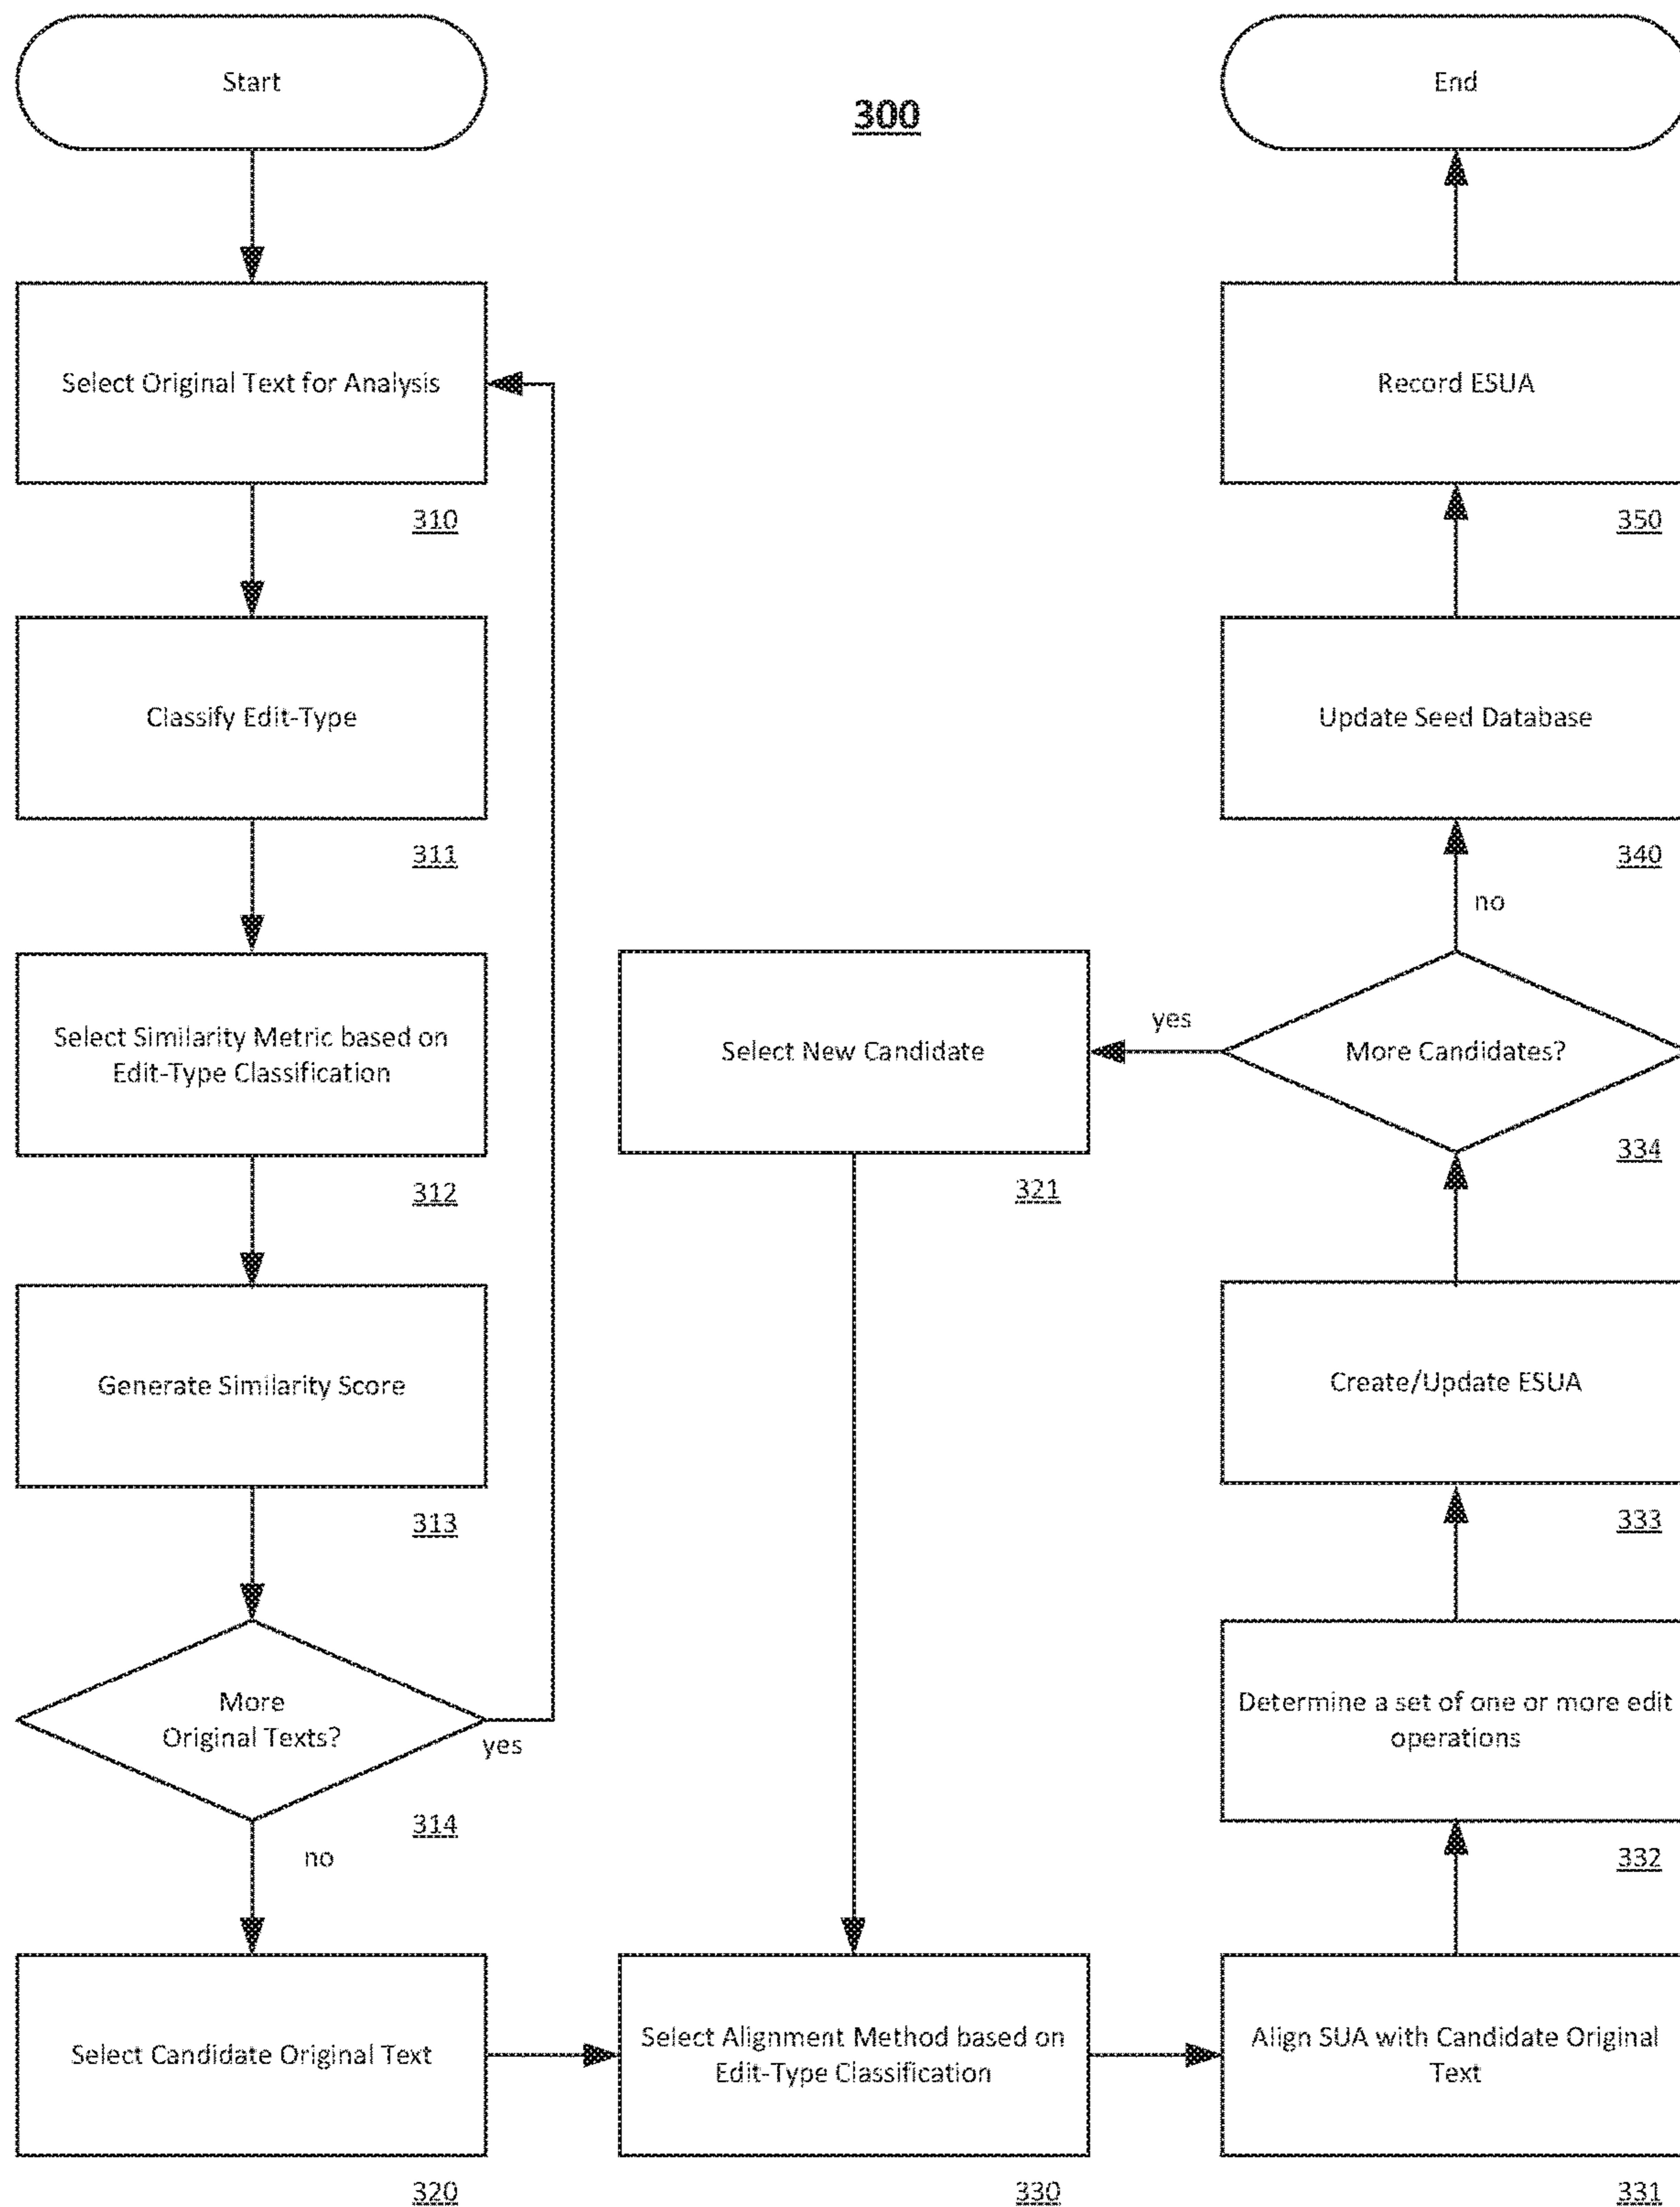 Start
300
End
Select Original Text for Analysis
310
Classify Edit-Type
311
Select Similarity Metric based on
Edit-Type Classification
312
Generate Similarity Score
313
More
Original Texts?
yes
314
no
Select Candidate Original Text
320
Select New Candidate
321
Select Alignment Method based on
Edit-Type Classification
330
Align SUA with Candidate Original
Text
331
Determine a set of one or more edit
operations
332
Create/Update ESUA
333
More Candidates?
yes
334
no
Update Seed Database
340
Record ESUA
350